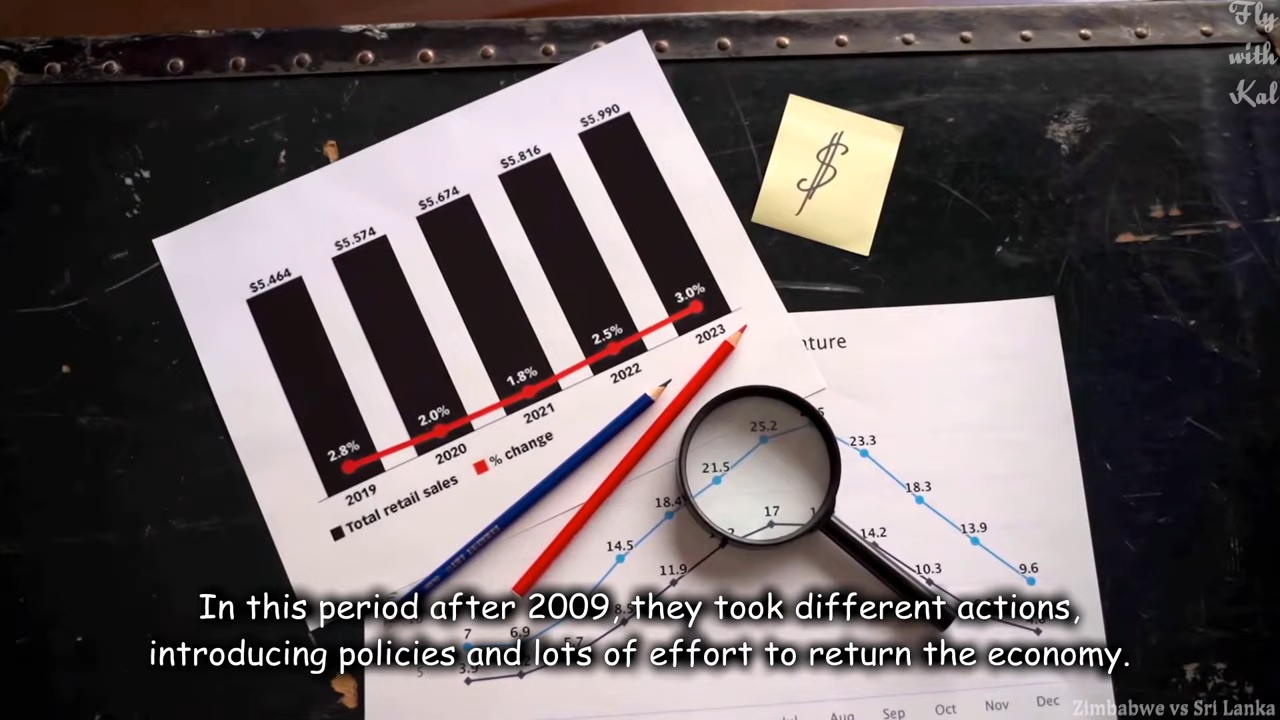 Fly
with
Kal
$
$5.990
$5.816
$5.674
$5.574
$5.464
3.0%
2.5%
1.8%
2.0%
2.8%
2023
2022
2021
2020
2019
% change
Total retail sales
ature
25.2
23.3
21.5
18.4
18.3
17
14.5
14.2
13.9
11.9
10.3
9.6
7
6.9
In this period after 2009, they took different actions,
introducing policies and lots of effort to return the economy.
5
Aug
Sep
Oct
Nov
Dec
Zimbabwe vs Sri Lanka